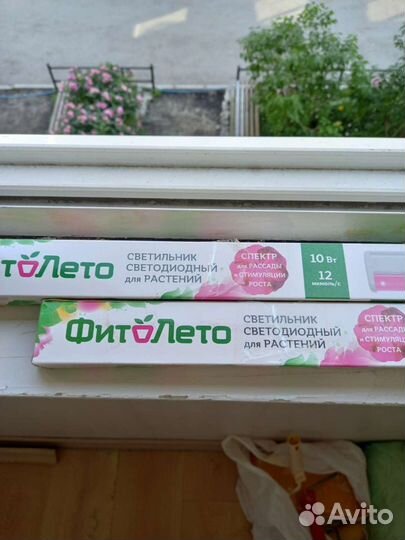 тоЛето
СВЕТИЛЬНИК
СВЕТОДИОДНЫЙ
для РАСТЕНИЙ
СПЕКТР
для РАССАДЫ
и СТИМУЛЯЦИИ
РОСТА
10 Вт
12
мкмоль/с
ФитоЛето
СВЕТИЛЬНИК
СВЕТОДИОДНЫЙ
для РАСТЕНИЙ
СПЕКТР
для РАССАДЫ
и СТИМУЛЯЦИИ
РОСТА
Avito